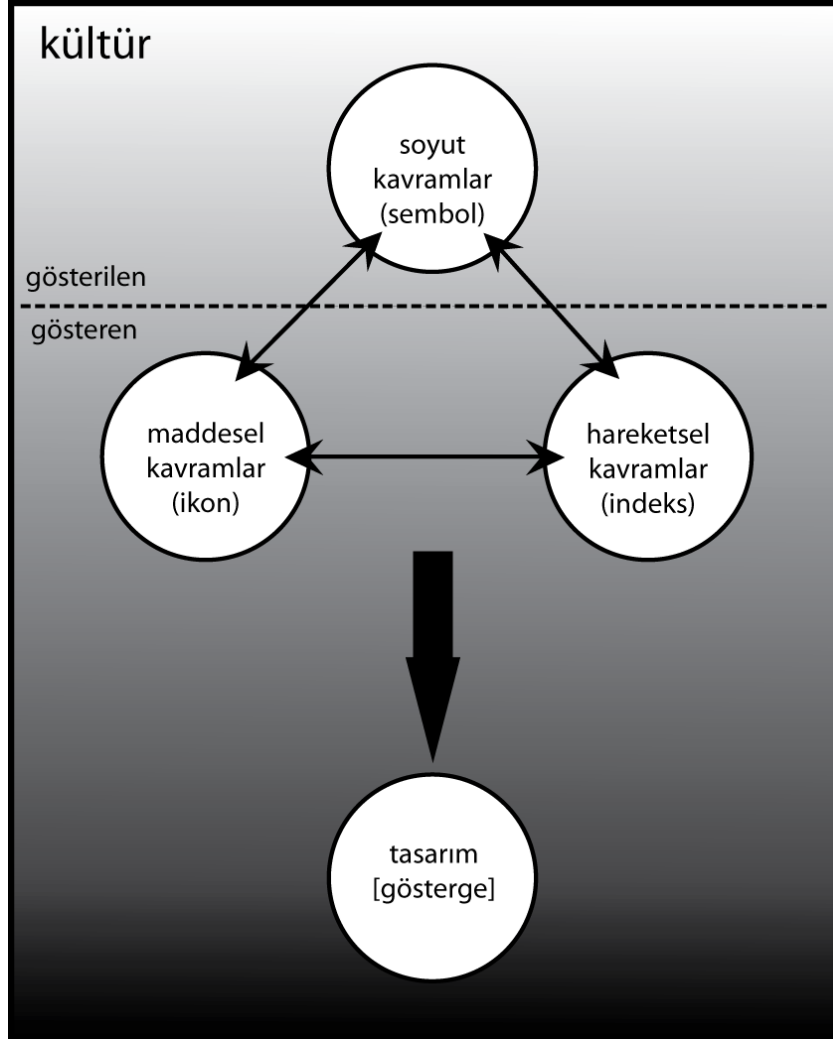 kültür
soyut
kavramlar
(sembol)
gösterilen
gösteren
maddesel
kavramlar
(ikon)
hareketsel
kavramlar
(indeks)
tasarım
[gösterge]